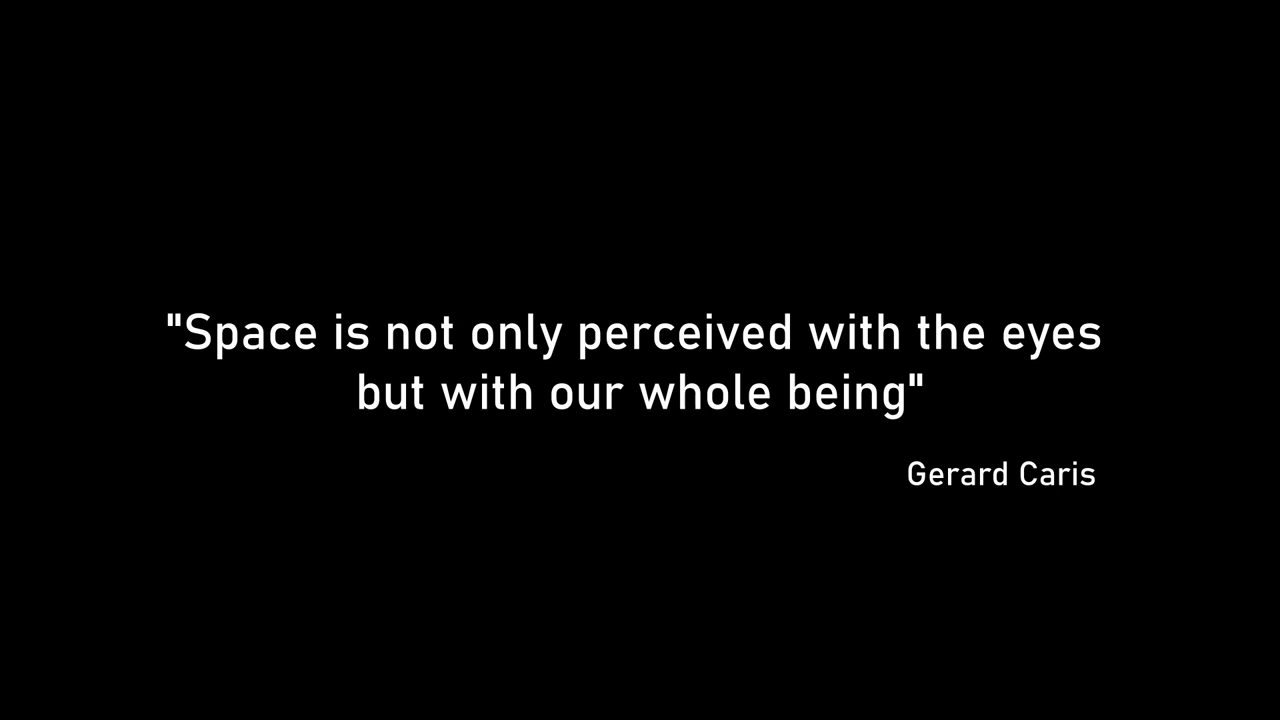 "Space is not only perceived with the eyes
but with our whole being"
Gerard Caris